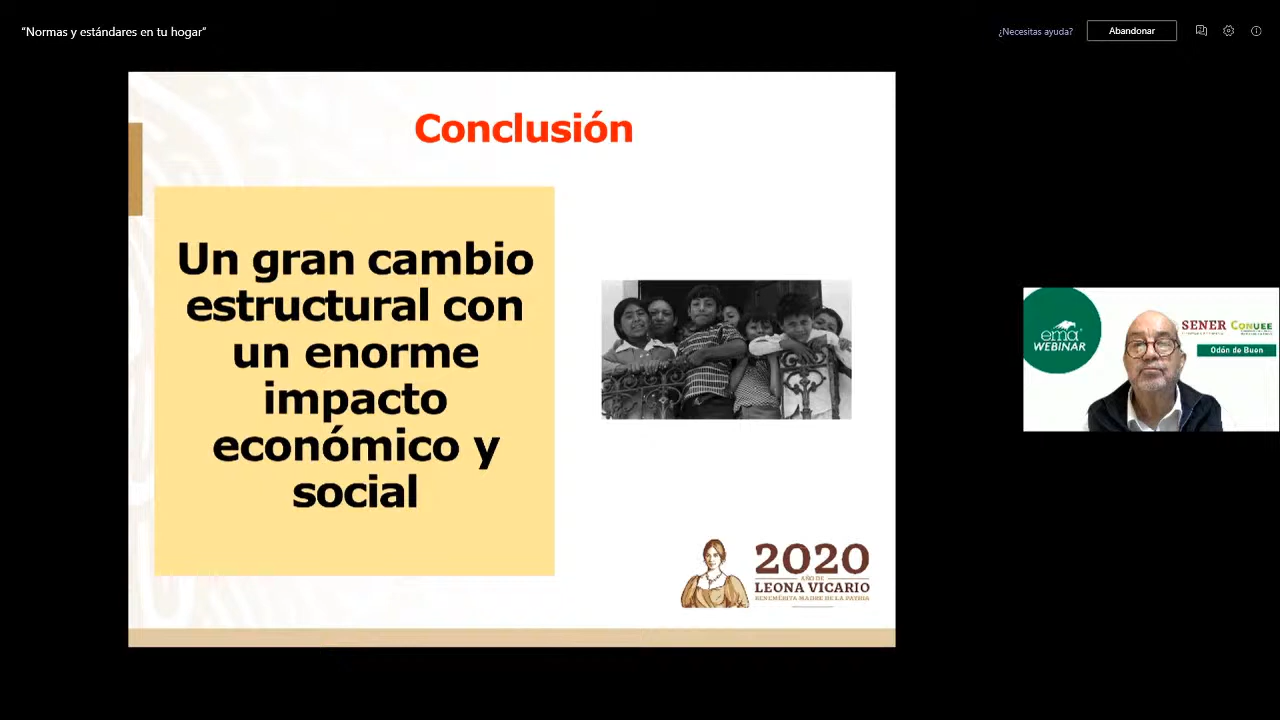 “Normas y estándares en tu hogar”
¿Necesitas ayuda?
Abandonar
Conclusión
Un gran cambio
estructural con
un enorme
impacto
económico y
social
2020
AÑO DE
LEONA VICARIO
BENEMÉRITA MADRE DE LA PATRIA
ema
WEBINAR
SENER
CONUEE
Odón de Buen